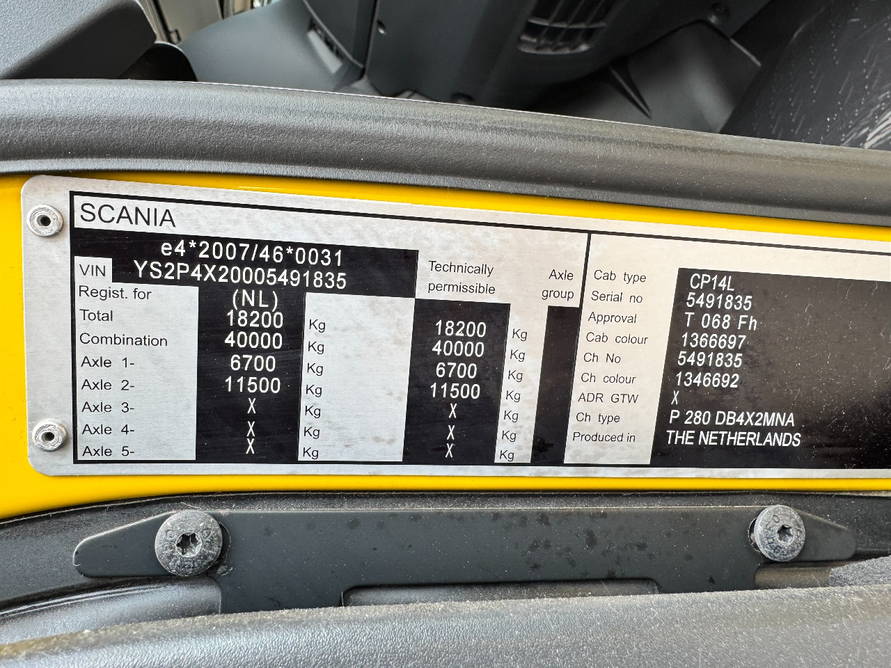 SCANIA
e4*2007/46*0031
VIN YS2P4X20005491835
Technically permissible
Axle group
Regist. for (NL)
Total 18200 Kg 18200 Kg
Combination 40000 Kg 40000 Kg
Axle 1- 6700 Kg 6700 Kg
Axle 2- 11500 Kg 11500 Kg
Axle 3- X Kg X Kg
Axle 4- X Kg X Kg
Axle 5- X Kg X Kg
Cab type CP14L
Serial no 5491835
Approval T 068 Fh
Cab colour 1366697
Ch No 5491835
Ch colour 1346692
ADR GTW X
Ch type P 280 DB4X2MNA
Produced in THE NETHERLANDS